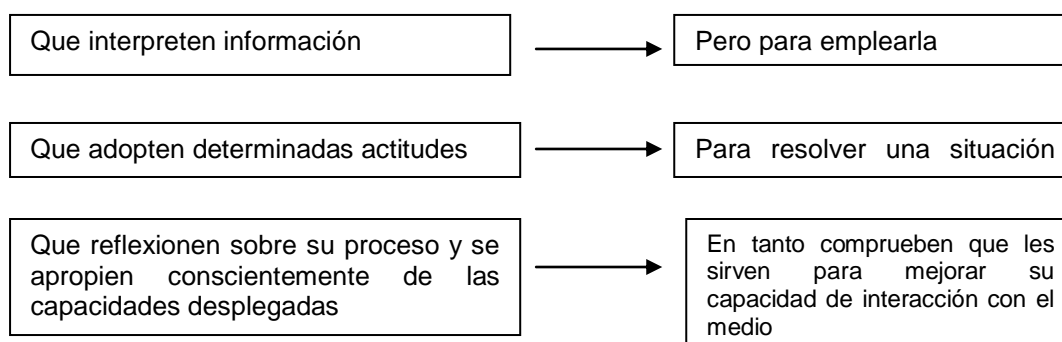 Que interpreten información
Pero para emplearla
Que adopten determinadas actitudes
Para resolver una situación
Que reflexionen sobre su proceso y se
apropien conscientemente de las
capacidades desplegadas
En tanto comprueben que les
sirven para mejorar su
capacidad de interacción con el
medio